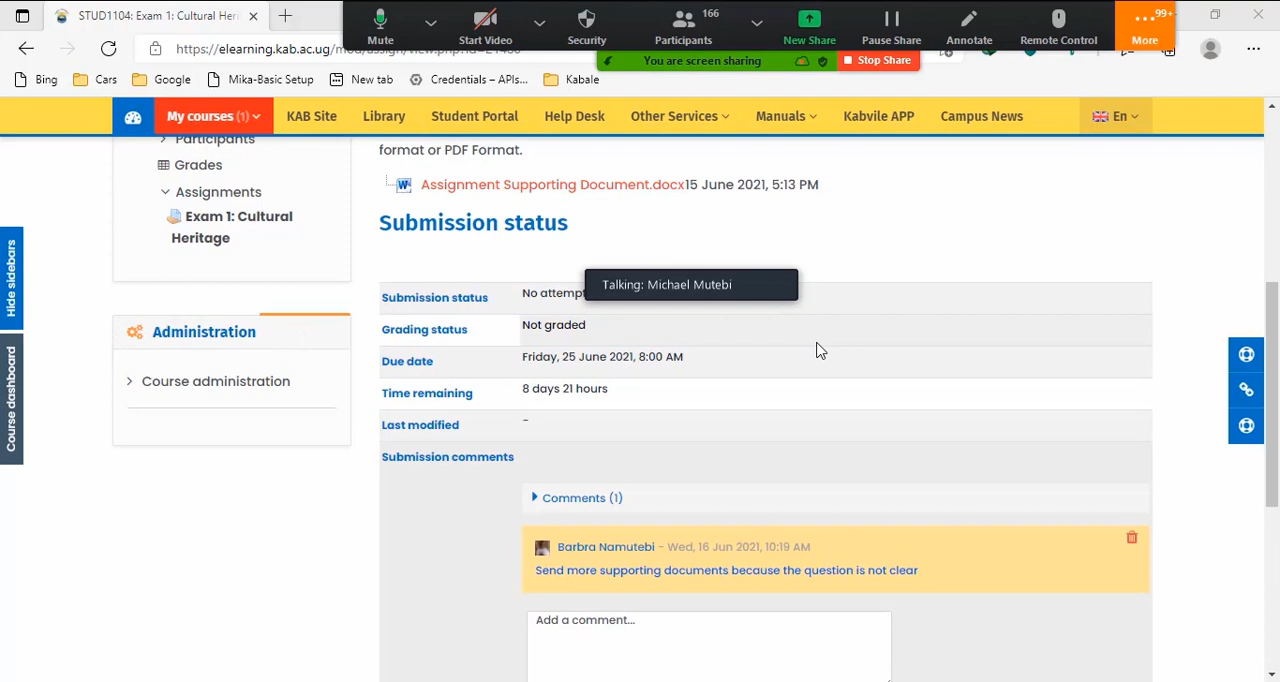 STUD1104: Exam 1: Cultural Heri
Mute
Start Video
Security
166
Participants
New Share
Pause Share
Annotate
Remote Control
99+
More
https://elearning.kab.ac.ug/
You are screen sharing
Stop Share
Bing
Cars
Google
Mika-Basic Setup
New tab
Credentials – APIs...
Kabale
My courses (1)
KAB Site
Library
Student Portal
Help Desk
Other Services
Manuals
Kabvile APP
Campus News
En
Participants
Grades
Assignments
Exam 1: Cultural
Heritage
Administration
Course administration
Hide sidebars
Course dashboard
format or PDF Format.
Assignment Supporting Document.docx15 June 2021, 5:13 PM
Submission status
Talking: Michael Mutebi
Submission status No attempt
Grading status Not graded
Due date Friday, 25 June 2021, 8:00 AM
Time remaining 8 days 21 hours
Last modified -
Submission comments
Comments (1)
Barbra Namutebi - Wed, 16 Jun 2021, 10:19 AM
Send more supporting documents because the question is not clear
Add a comment...